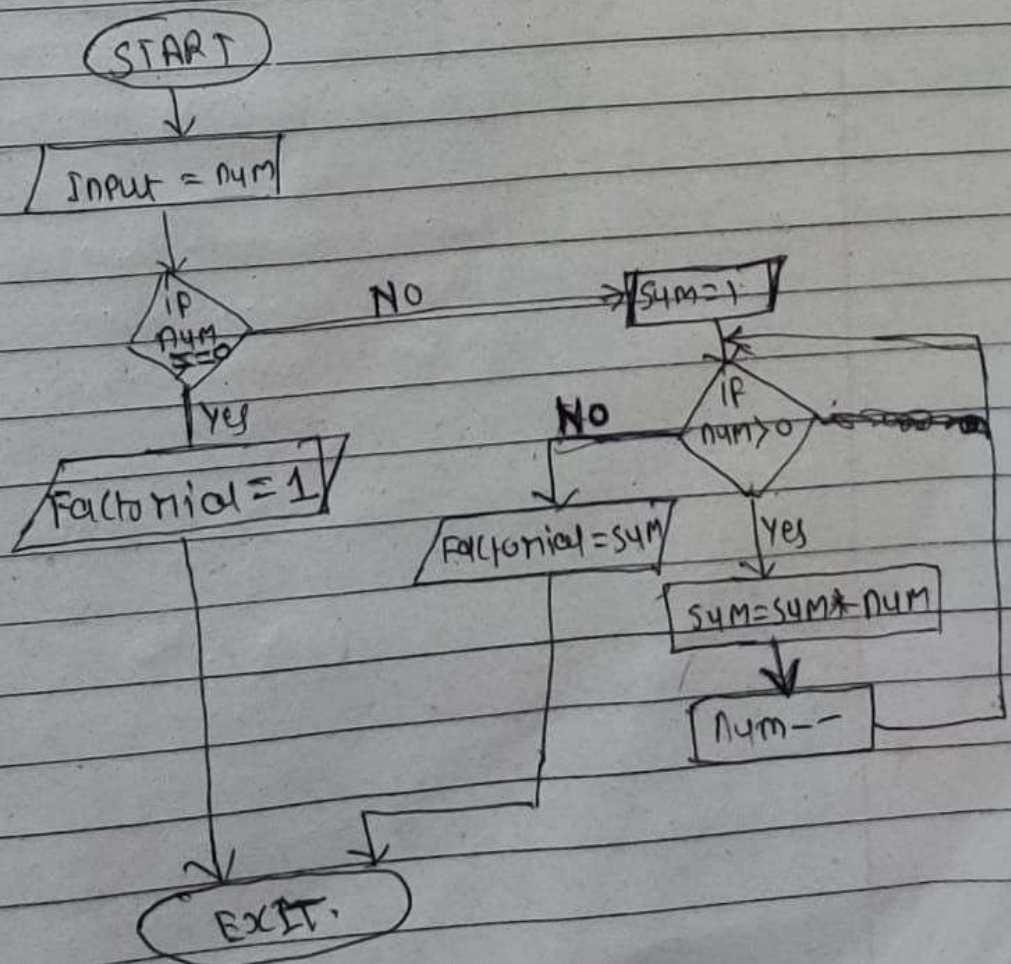 START
Input = num
if
num
==0
NO
sum=1
Yes
Factorial = 1
if
num>0
NO
Factorial = sum
Yes
sum=sum*num
num--
EXIT.